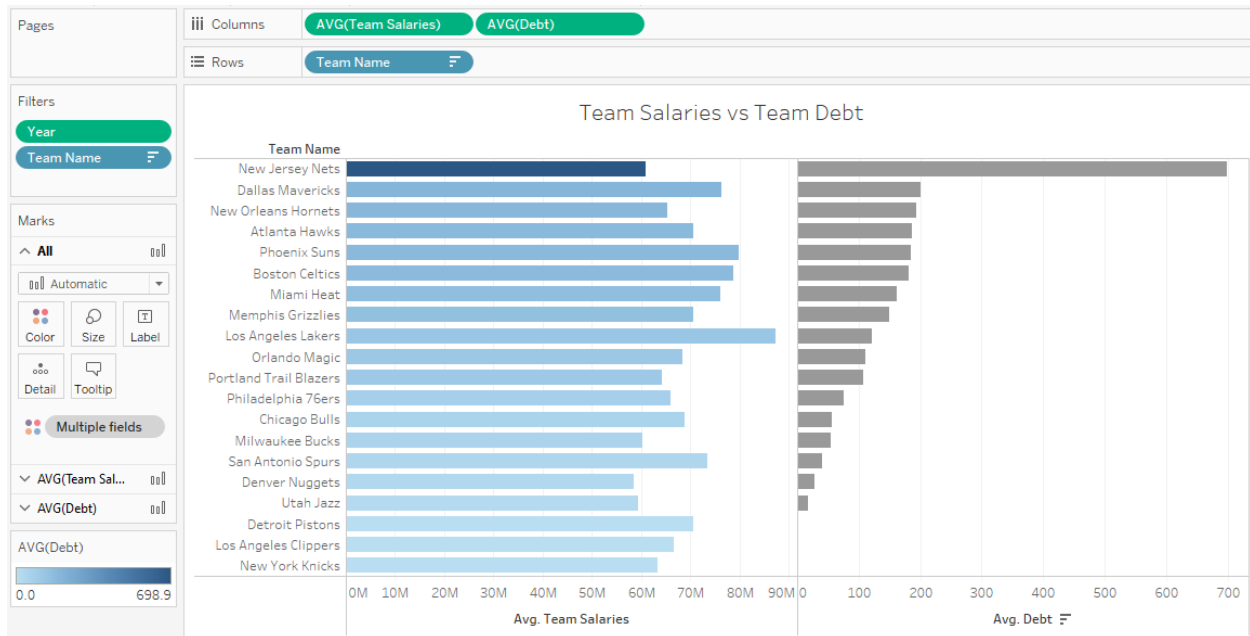 Pages
Columns
AVG(Team Salaries)
AVG(Debt)
Rows
Team Name
Filters
Year
Team Name
Marks
All
Automatic
Color
Size
Label
Detail
Tooltip
Multiple fields
AVG(Team Sal...
AVG(Debt)
AVG(Debt)
0.0 698.9
Team Salaries vs Team Debt
Team Name
New Jersey Nets
Dallas Mavericks
New Orleans Hornets
Atlanta Hawks
Phoenix Suns
Boston Celtics
Miami Heat
Memphis Grizzlies
Los Angeles Lakers
Orlando Magic
Portland Trail Blazers
Philadelphia 76ers
Chicago Bulls
Milwaukee Bucks
San Antonio Spurs
Denver Nuggets
Utah Jazz
Detroit Pistons
Los Angeles Clippers
New York Knicks
0M 10M 20M 30M 40M 50M 60M 70M 80M 90M
Avg. Team Salaries
0 100 200 300 400 500 600 700
Avg. Debt